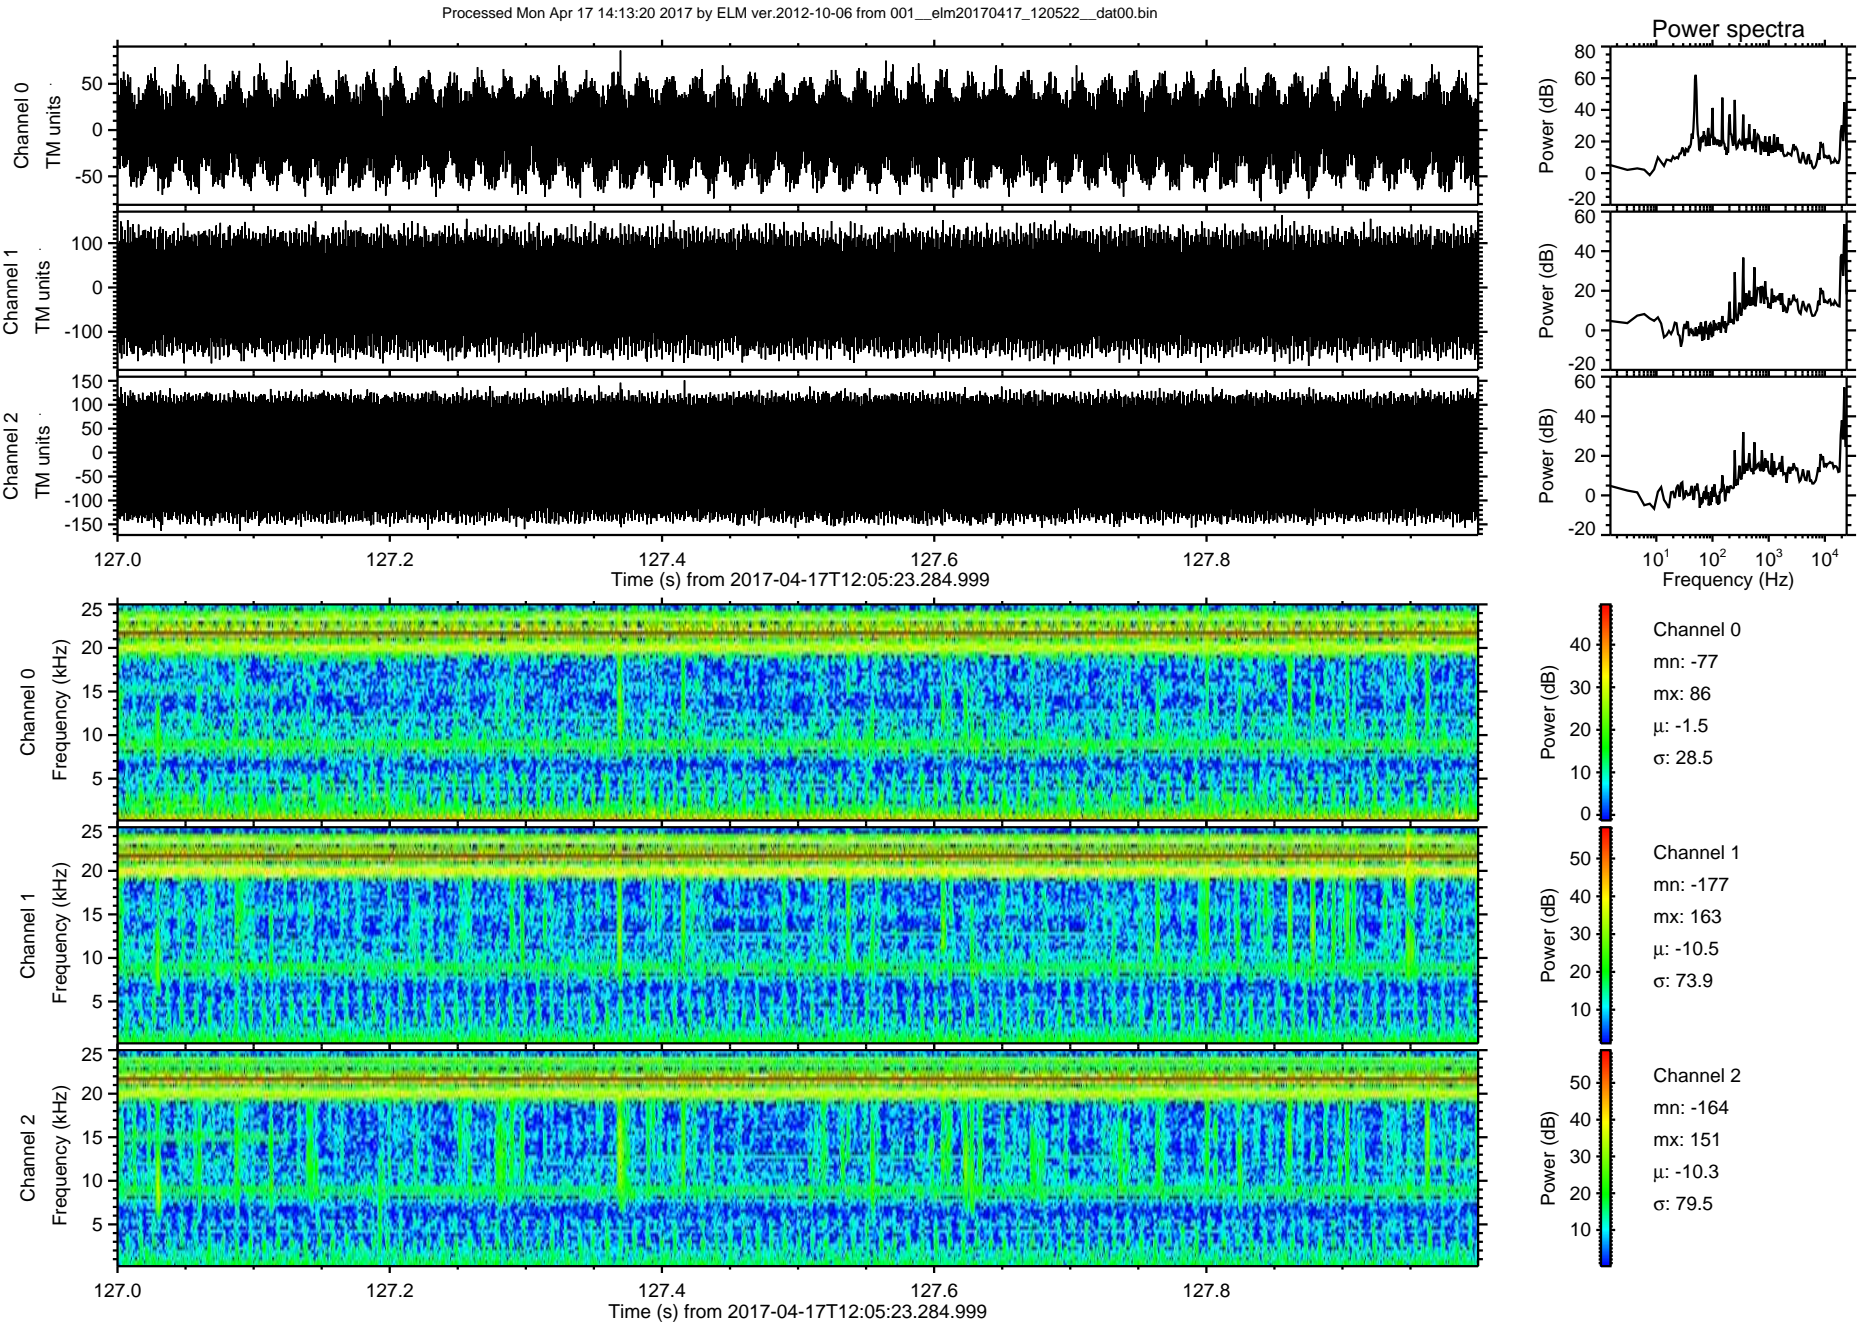 Processed Mon Apr 17 14:13:20 2017 by ELM ver.2012-10-06 from 001__elm20170417_120522__dat00.bin
Power spectra
Channel 0
TM units
50
0
-50
Power (dB)
80
60
40
20
0
-20
Channel 1
TM units
100
0
-100
Power (dB)
60
40
20
0
-20
Channel 2
TM units
150
100
50
0
-50
-100
-150
Power (dB)
60
40
20
0
-20
127.0 127.2 127.4 127.6 127.8
Time (s) from 2017-04-17T12:05:23.284.999
10^1 10^2 10^3 10^4
Frequency (Hz)
Channel 0
Frequency (kHz)
25
20
15
10
5
Power (dB)
40
30
20
10
0
Channel 0
mn: -77
mx: 86
µ: -1.5
σ: 28.5
Channel 1
Frequency (kHz)
25
20
15
10
5
Power (dB)
50
40
30
20
10
Channel 1
mn: -177
mx: 163
µ: -10.5
σ: 73.9
Channel 2
Frequency (kHz)
25
20
15
10
5
Power (dB)
50
40
30
20
10
Channel 2
mn: -164
mx: 151
µ: -10.3
σ: 79.5
127.0 127.2 127.4 127.6 127.8
Time (s) from 2017-04-17T12:05:23.284.999